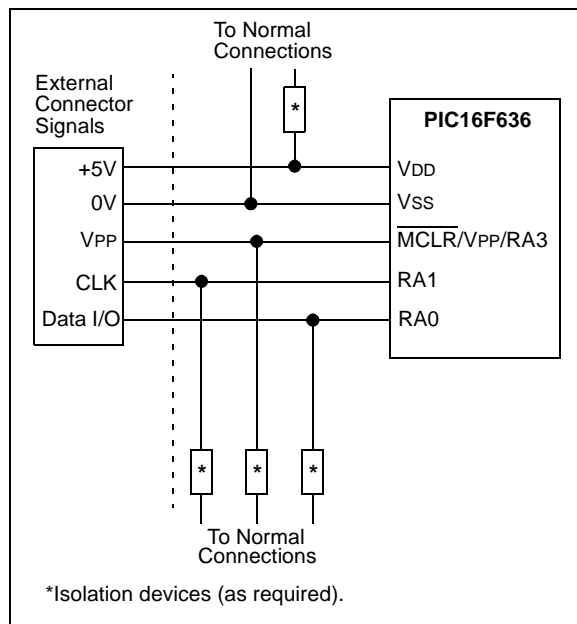 To Normal
Connections
External
Connector
Signals
*
PIC16F636
+5V
VDD
0V
VSS
VPP
MCLR/VPP/RA3
CLK
RA1
Data I/O
RA0
* * *
To Normal
Connections
*Isolation devices (as required).